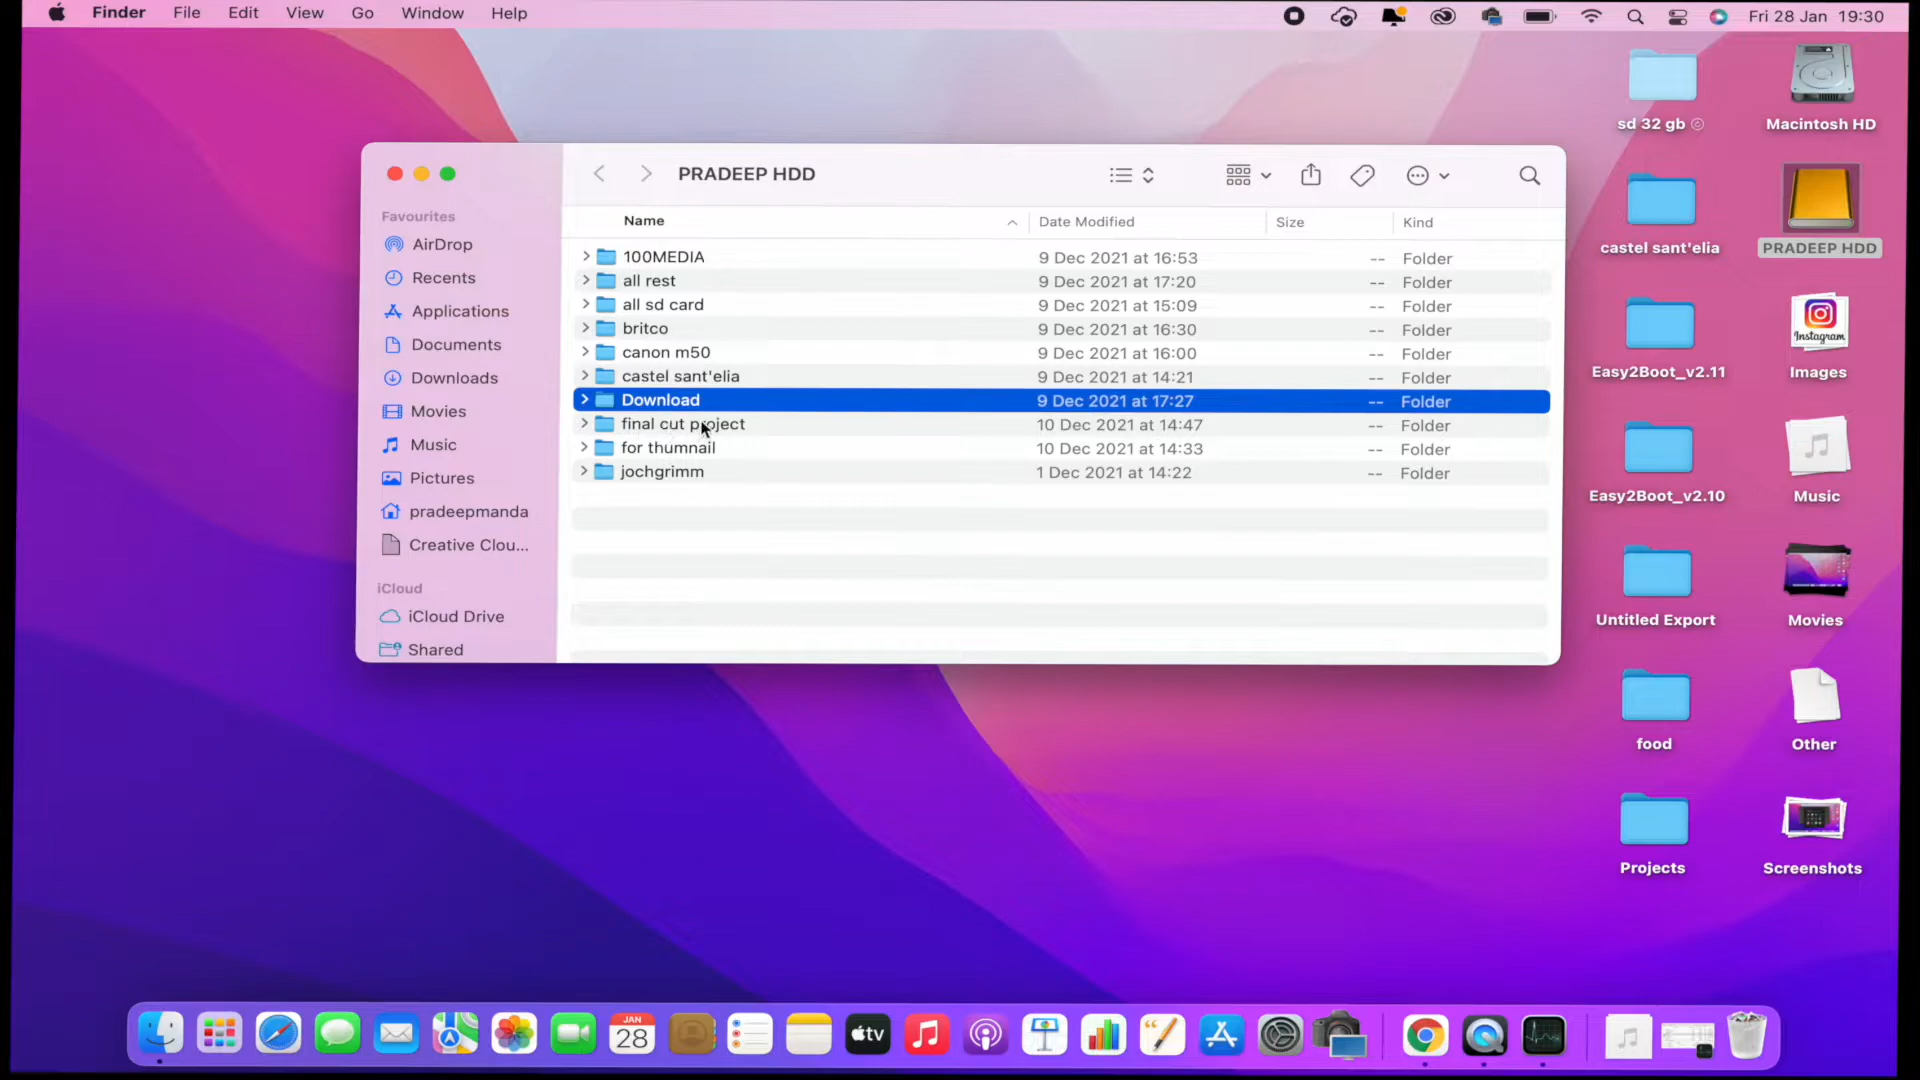 Finder File Edit View Go Window Help Fri 28 Jan 19:30
PRADEEP HDD
Name Date Modified Size Kind
100MEDIA 9 Dec 2021 at 16:53 -- Folder
all rest 9 Dec 2021 at 17:20 -- Folder
all sd card 9 Dec 2021 at 15:09 -- Folder
britco 9 Dec 2021 at 16:30 -- Folder
canon m50 9 Dec 2021 at 16:00 -- Folder
castel sant'elia 9 Dec 2021 at 14:21 -- Folder
Download 9 Dec 2021 at 17:27 -- Folder
final cut project 10 Dec 2021 at 14:47 -- Folder
for thumnail 10 Dec 2021 at 14:33 -- Folder
jochgrimm 1 Dec 2021 at 14:22 -- Folder
Favourites
AirDrop
Recents
Applications
Documents
Downloads
Movies
Music
Pictures
pradeepmanda
Creative Clou...
iCloud
iCloud Drive
Shared
sd 32 gb
Macintosh HD
castel sant'elia
PRADEEP HDD
Easy2Boot_v2.11
Instagram
Images
Easy2Boot_v2.10
Music
Untitled Export
Movies
food
Other
Projects
Screenshots
JAN
28
tv